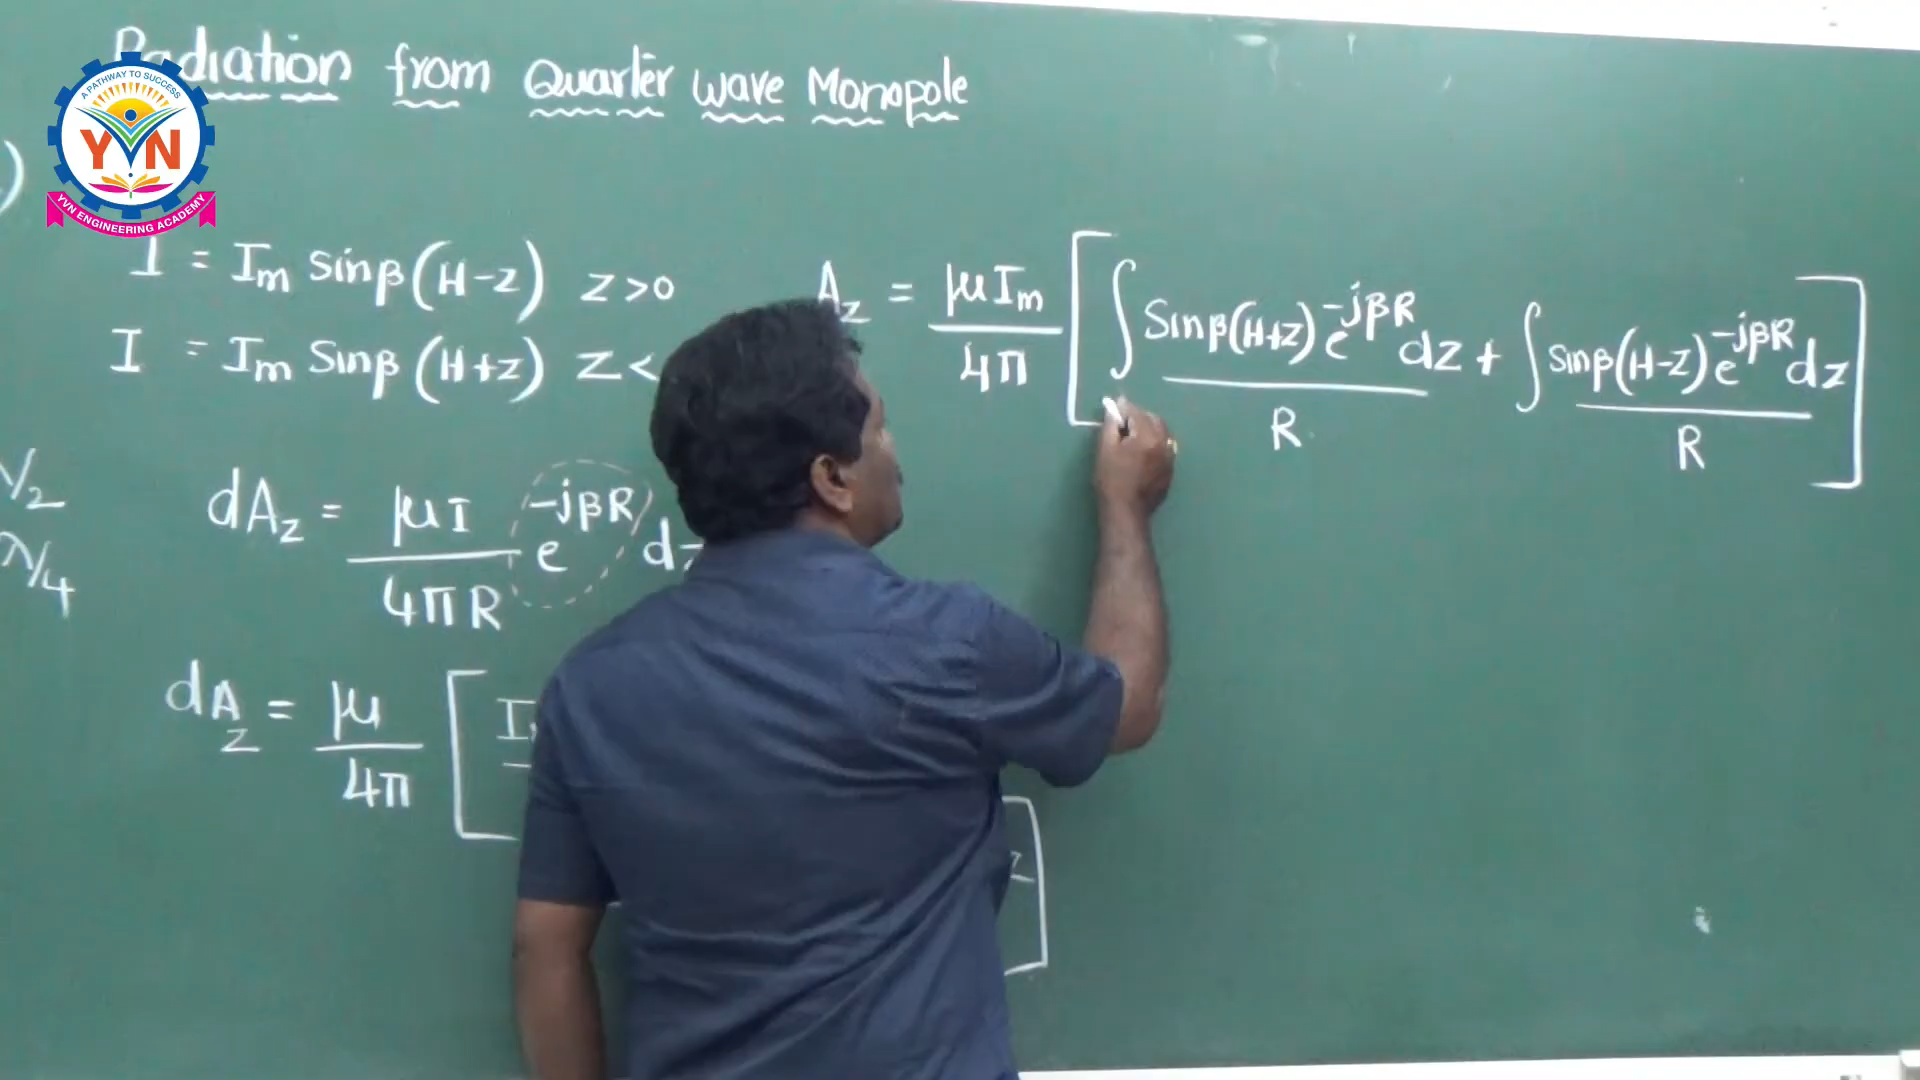 Radiation from Quarter wave Monopole
A PATHWAY TO SUCCESS
YVN
YVN ENGINEERING ACADEMY
)
I = Im Sinβ(H-z) z>0
I = Im Sinβ(H+z) z<
Az = μIm / 4π [ ∫ Sinβ(H+z) e^-jβR dz / R + ∫ Sinβ(H-z) e^-jβR dz / R ]
λ/4
dAz = μI / 4πR e^-jβR dz
dAz = μ / 4π [ I